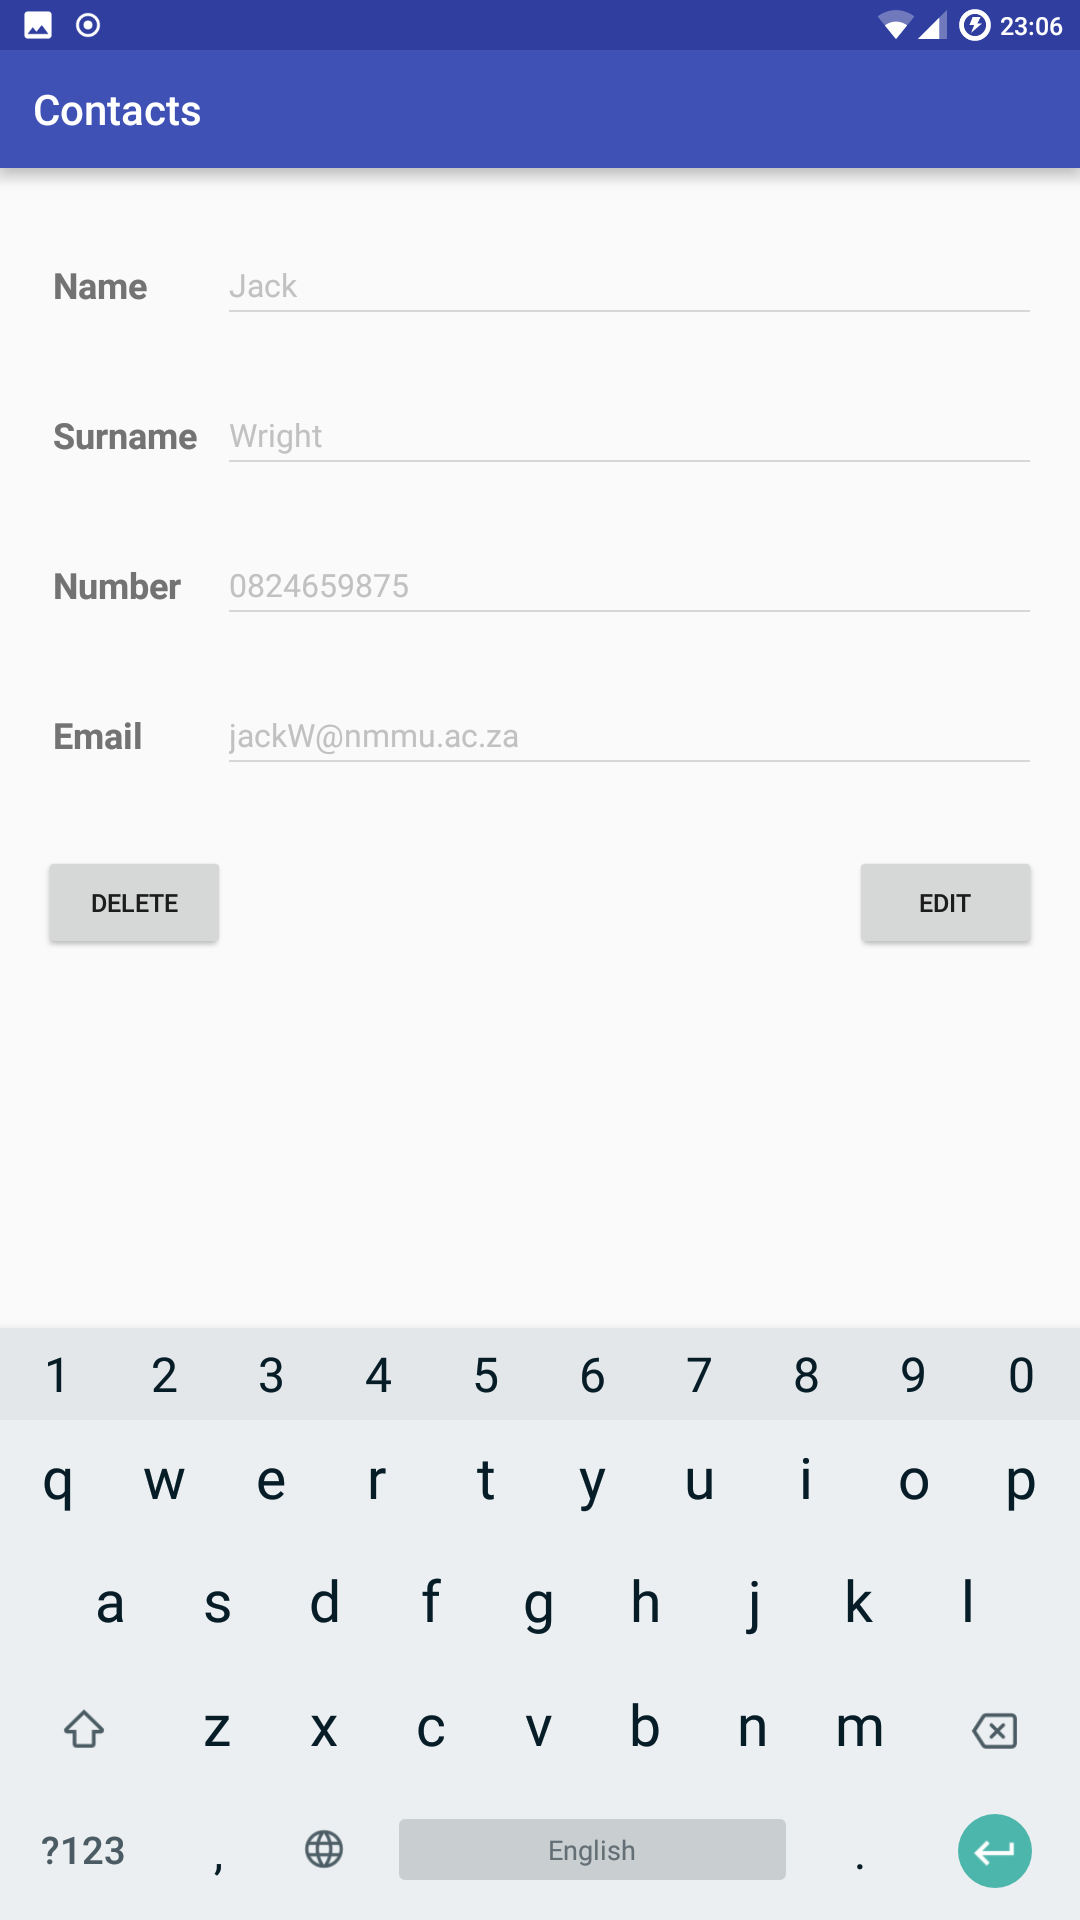 23:06
Contacts
Name Jack
Surname Wright
Number 0824659875
Email jackW@nmmu.ac.za
DELETE EDIT
1 2 3 4 5 6 7 8 9 0
q w e r t y u i o p
a s d f g h j k l
z x c v b n m
?123 , English .